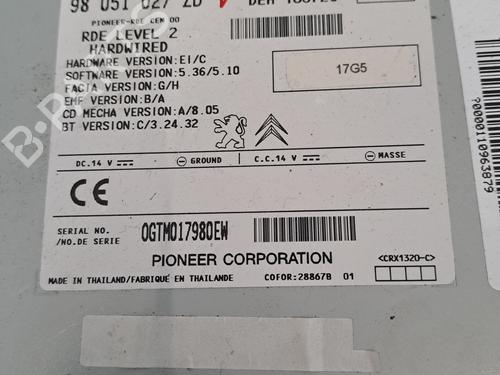 98 051 027 ZD
PIONEER-RDE CEM 00
RDE LEVEL 2
HARDWIRED
HARDWARE VERSION:EI/C
SOFTWARE VERSION:5.36/5.10
FACIA VERSION:G/H
EMF VERSION:B/A
CD MECHA VERSION:A/8.05
BT VERSION:C/3.24.32
17G5
DC.14 V
GROUND
C.C.14 V
MASSE
CE
SERIAL NO.
/NO.DE SERIE
OGTM017980EW
PIONEER CORPORATION
<CRX1320-C>
MADE IN THAILAND/FABRIQUÉ EN THAILANDE
COFOR:28867B 01
B-PARTS